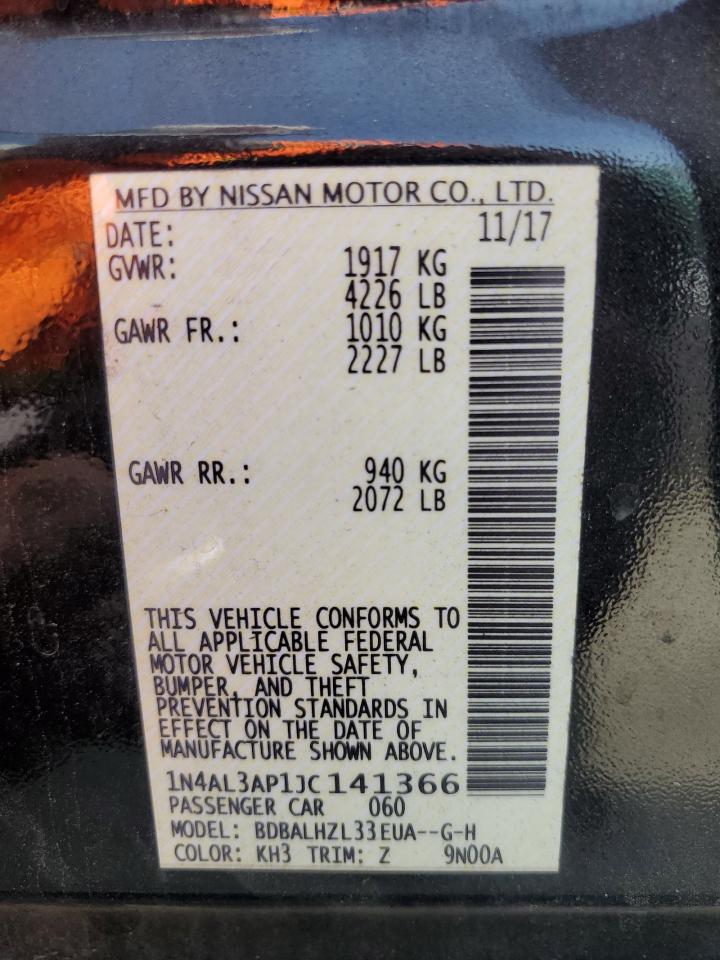 MFD BY NISSAN MOTOR CO., LTD.
DATE: 11/17
GVWR: 1917 KG
4226 LB
GAWR FR.: 1010 KG
2227 LB
GAWR RR.: 940 KG
2072 LB
THIS VEHICLE CONFORMS TO
ALL APPLICABLE FEDERAL
MOTOR VEHICLE SAFETY,
BUMPER, AND THEFT
PREVENTION STANDARDS IN
EFFECT ON THE DATE OF
MANUFACTURE SHOWN ABOVE.
1N4AL3AP1JC141366
PASSENGER CAR 060
MODEL: BDBALHZL33EUA--G-H
COLOR: KH3 TRIM: Z 9N00A